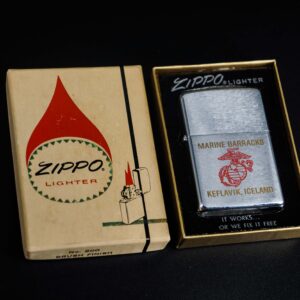 ZIPPO
LIGHTER
No. 200
BRUSH FINISH
ZIPPO LIGHTER
MARINE BARRACKS
KEFLAVIK, ICELAND
IT WORKS...
OR WE FIX IT FREE